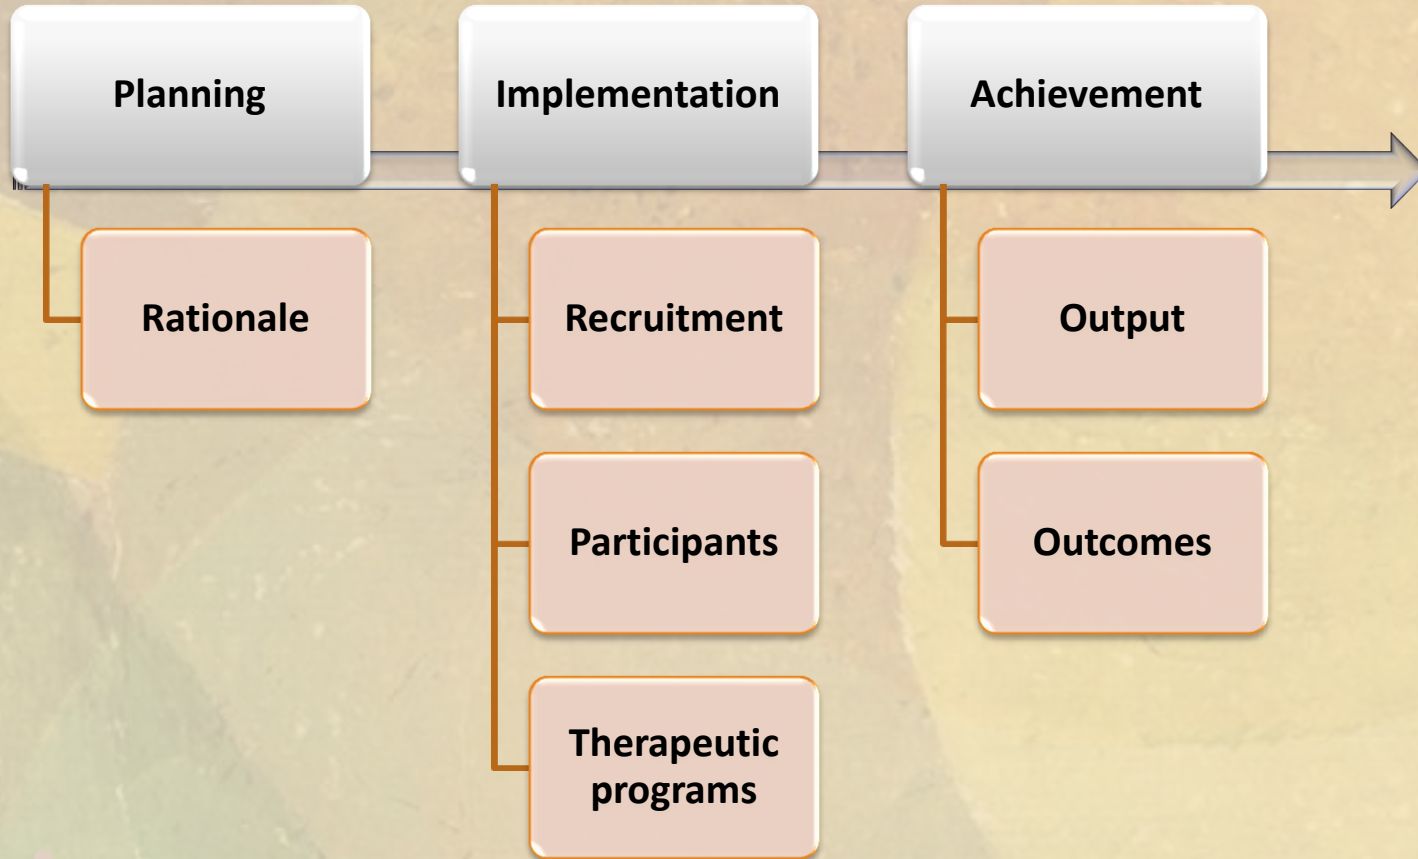 Planning
Rationale
Implementation
Recruitment
Participants
Therapeutic
programs
Achievement
Output
Outcomes